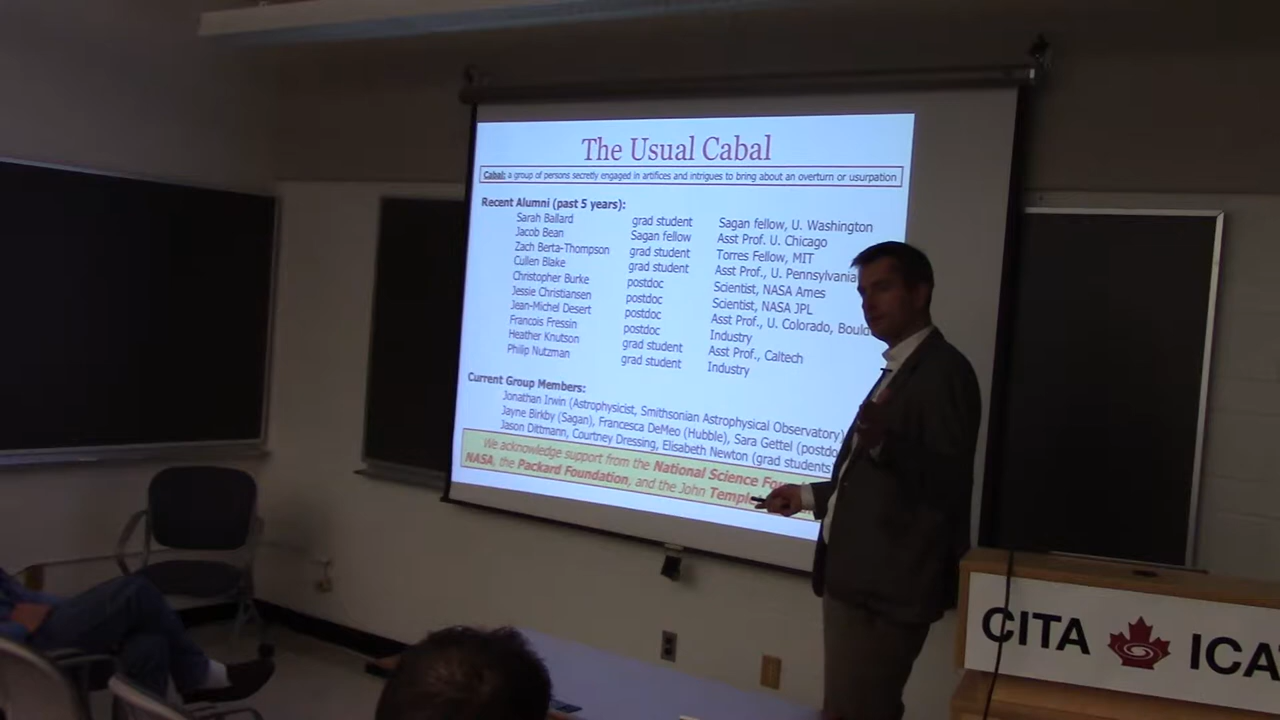 The Usual Cabal
Cabal: a group of persons secretly engaged in artifices and intrigues to bring about an overturn or usurpation
Recent Alumni (past 5 years):
Sarah Ballard grad student Sagan fellow, U. Washington
Jacob Bean Sagan fellow Asst Prof. U. Chicago
Zach Berta-Thompson grad student Torres Fellow, MIT
Cullen Blake grad student Asst Prof., U. Pennsylvania
Christopher Burke postdoc Scientist, NASA Ames
Jessie Christiansen postdoc Scientist, NASA JPL
Jean-Michel Desert postdoc Asst Prof., U. Colorado, Bould
Francois Fressin postdoc Industry
Heather Knutson grad student Asst Prof., Caltech
Philip Nutzman grad student Industry
Current Group Members:
Jonathan Irwin (Astrophysicist, Smithsonian Astrophysical Observatory)
Jayne Birkby (Sagan), Francesca DeMeo (Hubble), Sara Gettel (postdo
Jason Dittmann, Courtney Dressing, Elisabeth Newton (grad students)
We acknowledge support from the National Science Fou
NASA, the Packard Foundation, and the John Templ
CITA ICA